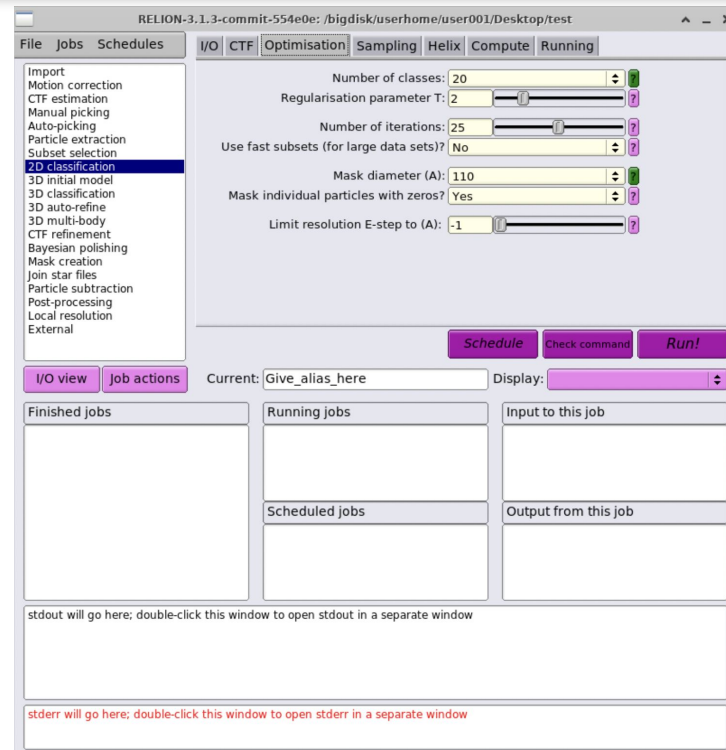 RELION-3.1.3-commit-554e0e: /bigdisk/userhome/user001/Desktop/test
File Jobs Schedules
I/O CTF Optimisation Sampling Helix Compute Running
Import
Motion correction
CTF estimation
Manual picking
Auto-picking
Particle extraction
Subset selection
2D classification
3D initial model
3D classification
3D auto-refine
3D multi-body
CTF refinement
Bayesian polishing
Mask creation
Join star files
Particle subtraction
Post-processing
Local resolution
External
Number of classes: 20 ?
Regularisation parameter T: 2 ?
Number of iterations: 25 ?
Use fast subsets (for large data sets)? No ?
Mask diameter (A): 110 ?
Mask individual particles with zeros? Yes ?
Limit resolution E-step to (A): -1 ?
Schedule Check command Run!
I/O view Job actions Current: Give_alias_here Display:
Finished jobs Running jobs Input to this job
Scheduled jobs Output from this job
stdout will go here; double-click this window to open stdout in a separate window
stderr will go here; double-click this window to open stderr in a separate window